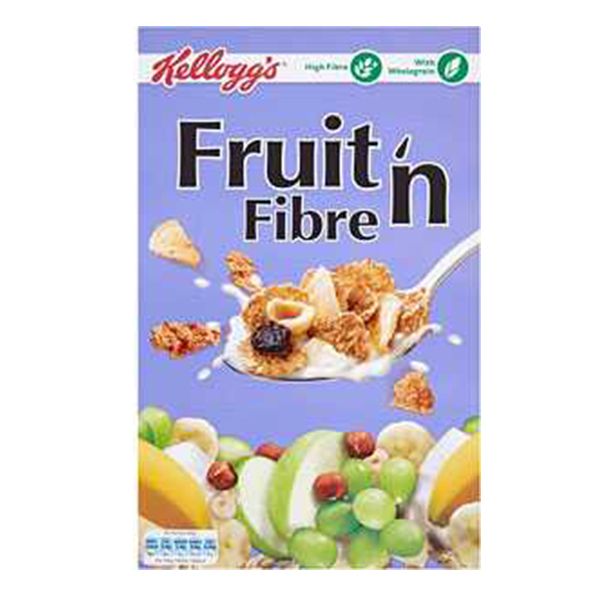 Kellogg's
High Fibre
With
Wholegrain
Fruit 'n
Fibre